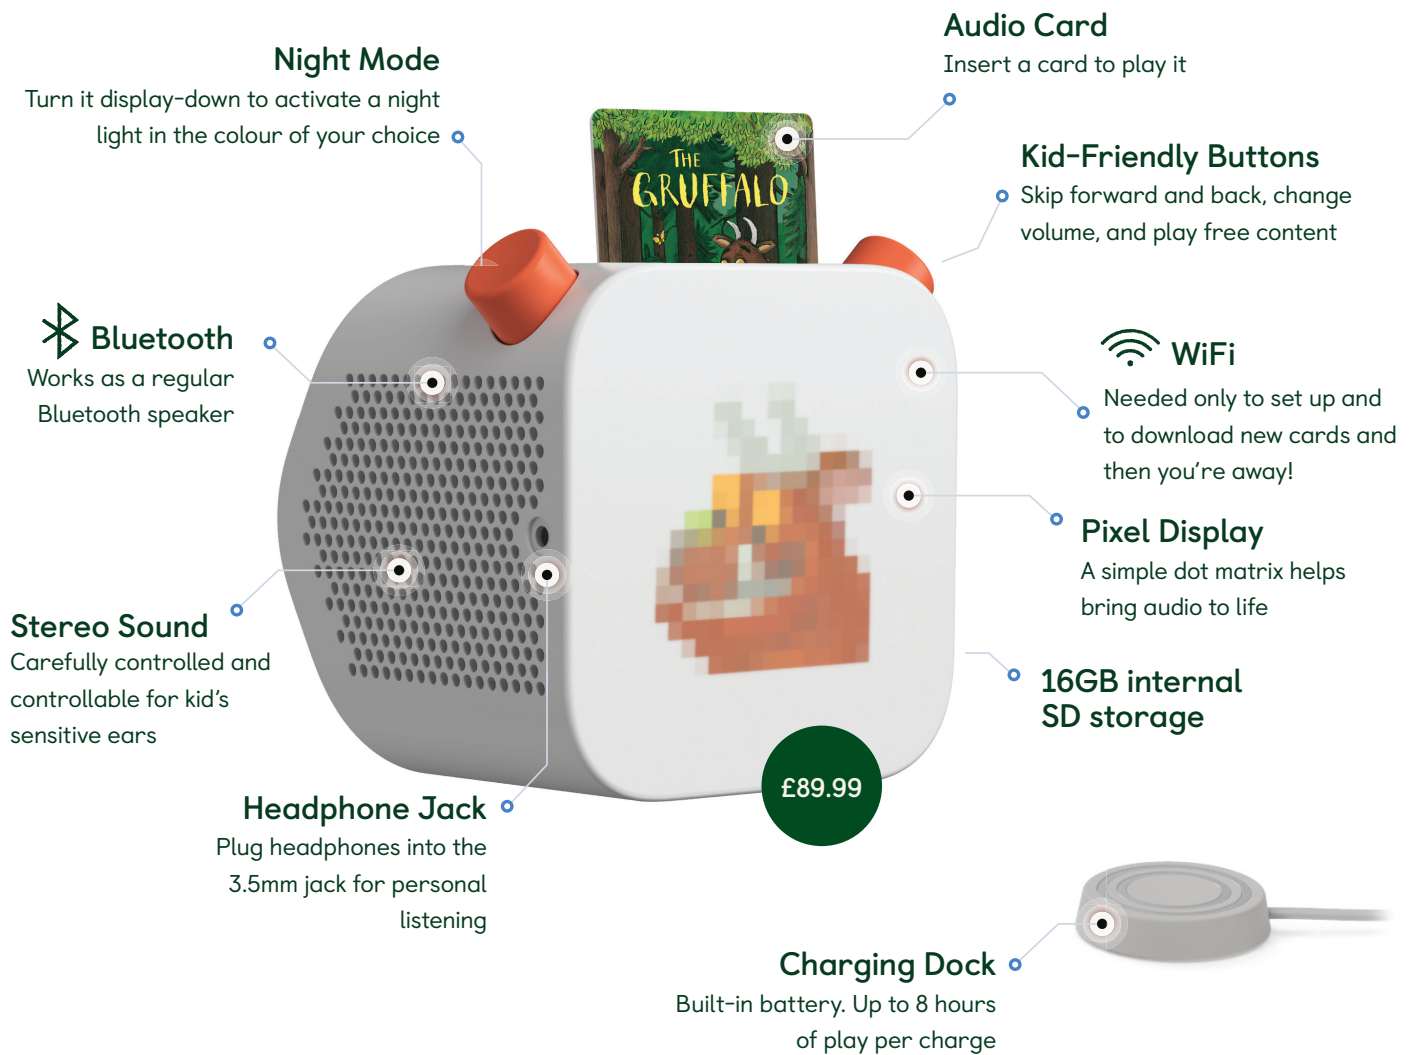 Night Mode
Turn it display-down to activate a night
light in the colour of your choice
Audio Card
Insert a card to play it
THE
GRUFFALO
Kid-Friendly Buttons
Skip forward and back, change
volume, and play free content
Bluetooth
Works as a regular
Bluetooth speaker
WiFi
Needed only to set up and
to download new cards and
then you're away!
Pixel Display
A simple dot matrix helps
bring audio to life
Stereo Sound
Carefully controlled and
controllable for kid's
sensitive ears
16GB internal
SD storage
£89.99
Headphone Jack
Plug headphones into the
3.5mm jack for personal
listening
Charging Dock
Built-in battery. Up to 8 hours
of play per charge